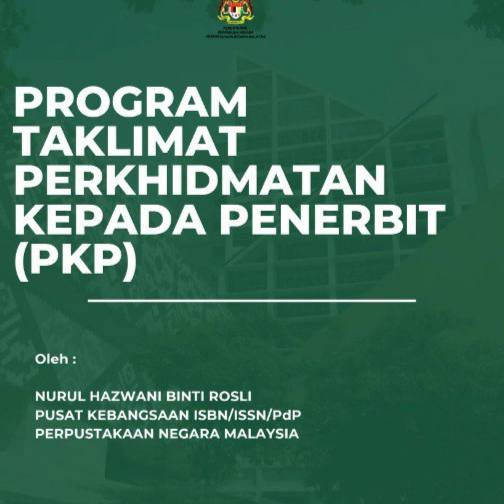 PROGRAM
TAKLIMAT
PERKHIDMATAN
KEPADA PENERBIT
(PKP)
Oleh :
NURUL HAZWANI BINTI ROSLI
PUSAT KEBANGSAAN ISBN/ISSN/PdP
PERPUSTAKAAN NEGARA MALAYSIA